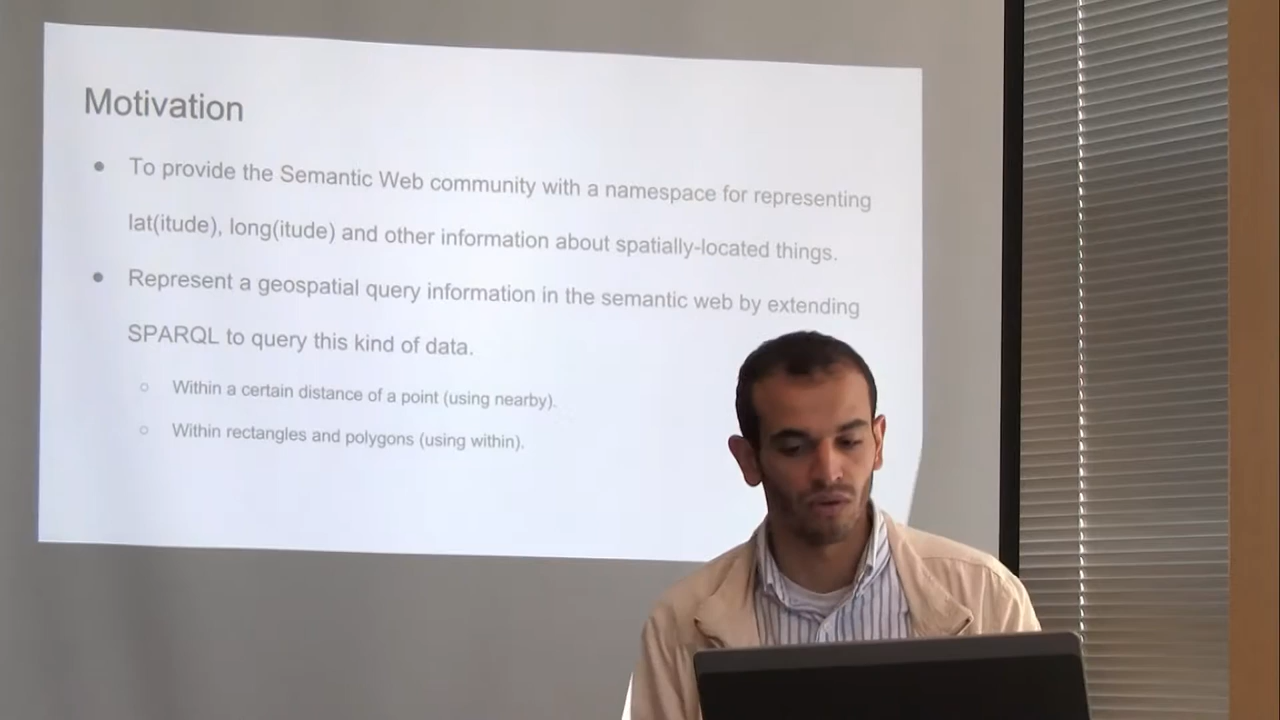 Motivation
● To provide the Semantic Web community with a namespace for representing
lat(itude), long(itude) and other information about spatially-located things.
● Represent a geospatial query information in the semantic web by extending
SPARQL to query this kind of data.
○ Within a certain distance of a point (using nearby).
○ Within rectangles and polygons (using within).